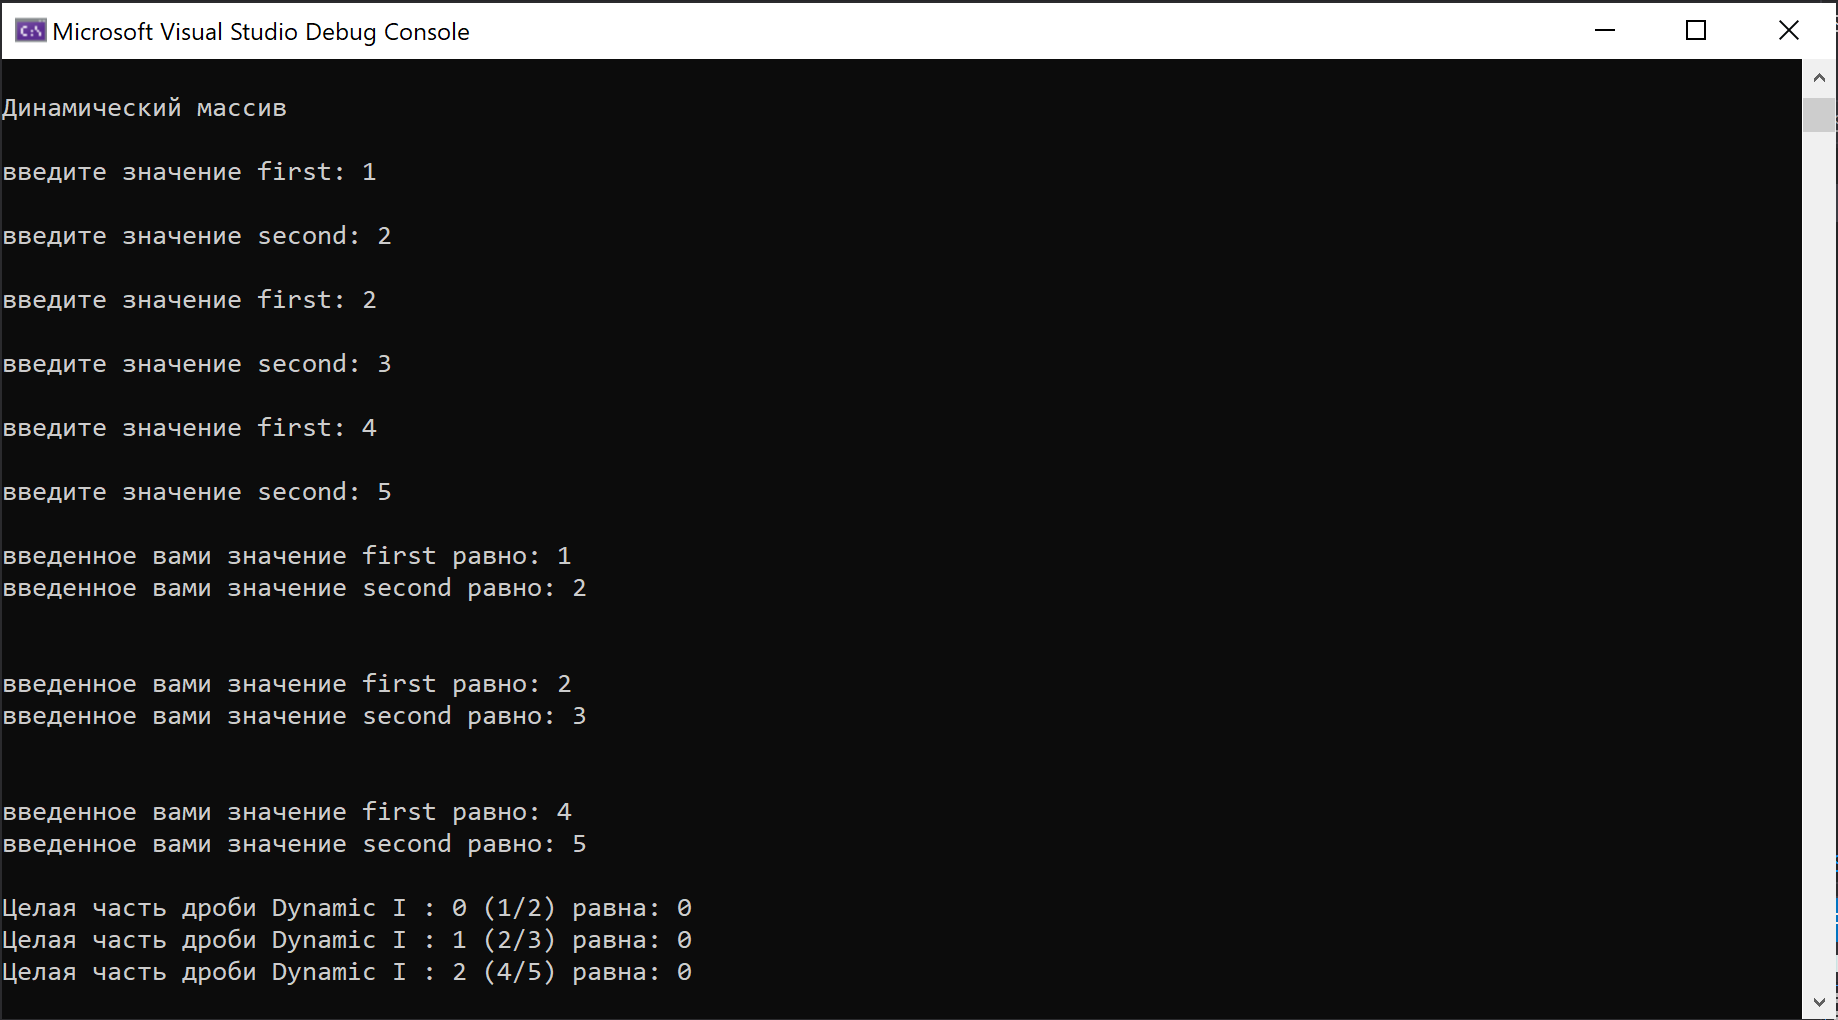 Microsoft Visual Studio Debug Console
Динамический массив
введите значение first: 1
введите значение second: 2
введите значение first: 2
введите значение second: 3
введите значение first: 4
введите значение second: 5
введенное вами значение first равно: 1
введенное вами значение second равно: 2
введенное вами значение first равно: 2
введенное вами значение second равно: 3
введенное вами значение first равно: 4
введенное вами значение second равно: 5
Целая часть дроби Dynamic I : 0 (1/2) равна: 0
Целая часть дроби Dynamic I : 1 (2/3) равна: 0
Целая часть дроби Dynamic I : 2 (4/5) равна: 0